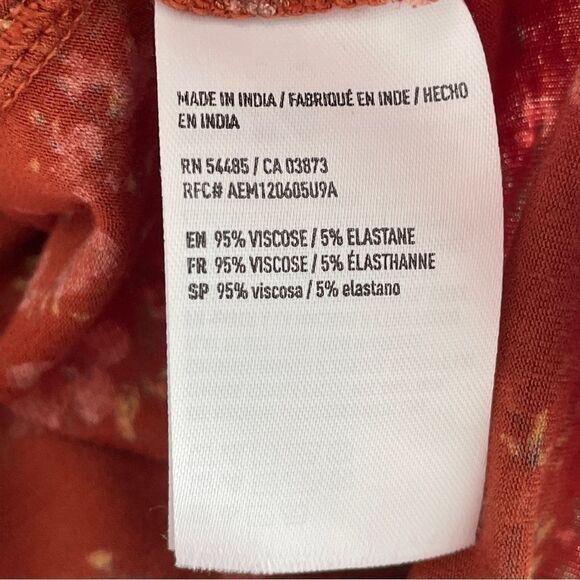 MADE IN INDIA / FABRIQUÉ EN INDE / HECHO
EN INDIA
RN 54485 / CA 03873
RFC# AEM120605U9A
EN 95% VISCOSE / 5% ELASTANE
FR 95% VISCOSE / 5% ÉLASTHANNE
SP 95% viscosa / 5% elastano